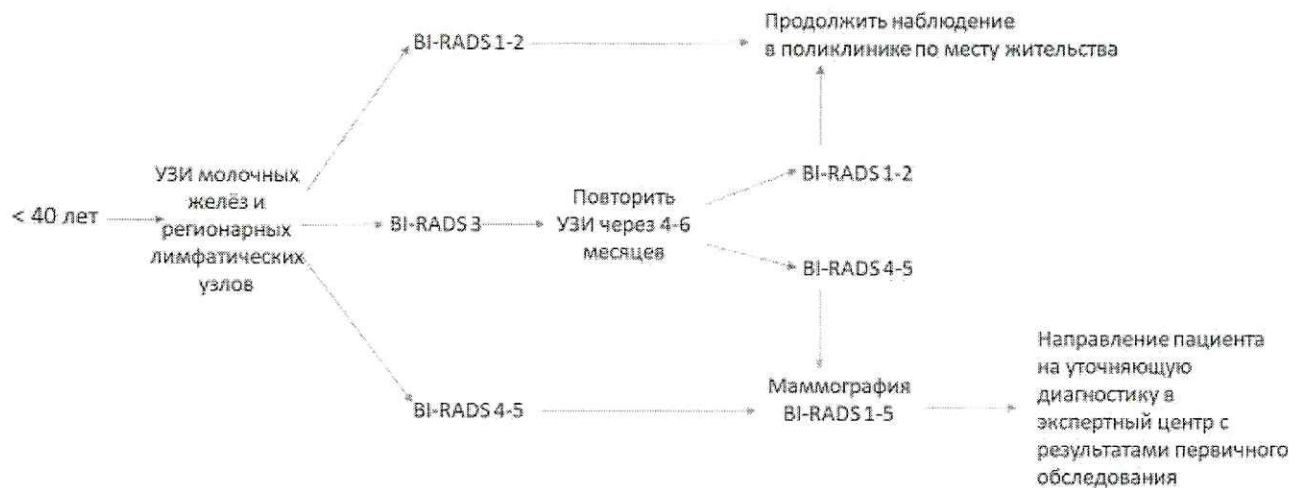 < 40 лет
УЗИ молочных
желёз и
регионарных
лимфатических
узлов
BI-RADS 1-2
Продолжить наблюдение
в поликлинике по месту жительства
BI-RADS 3
Повторить
УЗИ через 4-6
месяцев
BI-RADS 1-2
BI-RADS 4-5
BI-RADS 4-5
Маммография
BI-RADS 1-5
Направление пациента
на уточняющую
диагностику в
экспертный центр с
результатами первичного
обследования